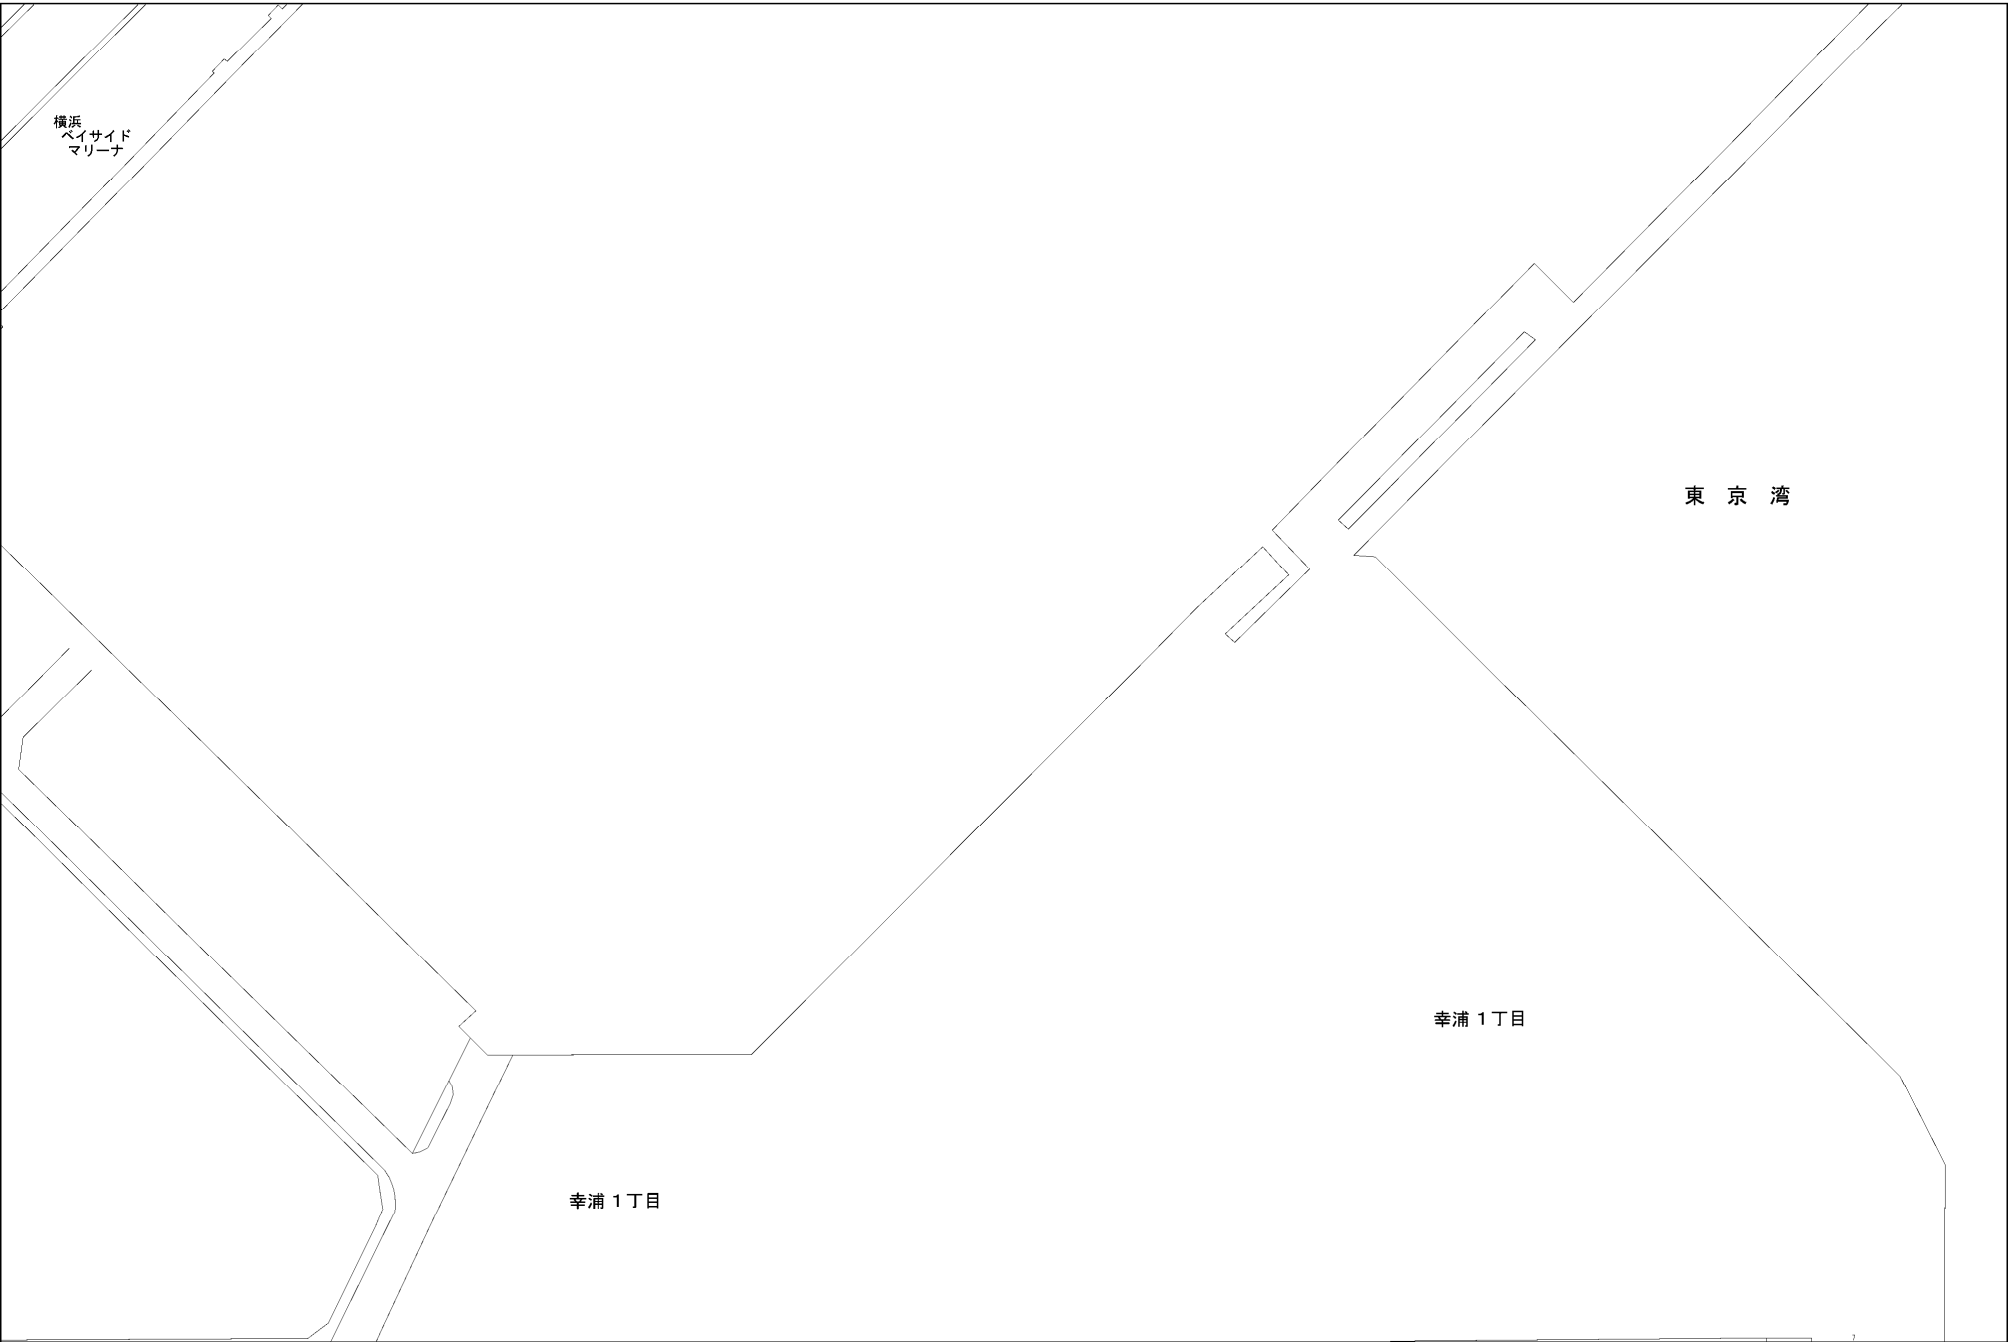 横浜
ベイサイド
マリーナ
東 京 湾
幸浦1丁目
幸浦1丁目